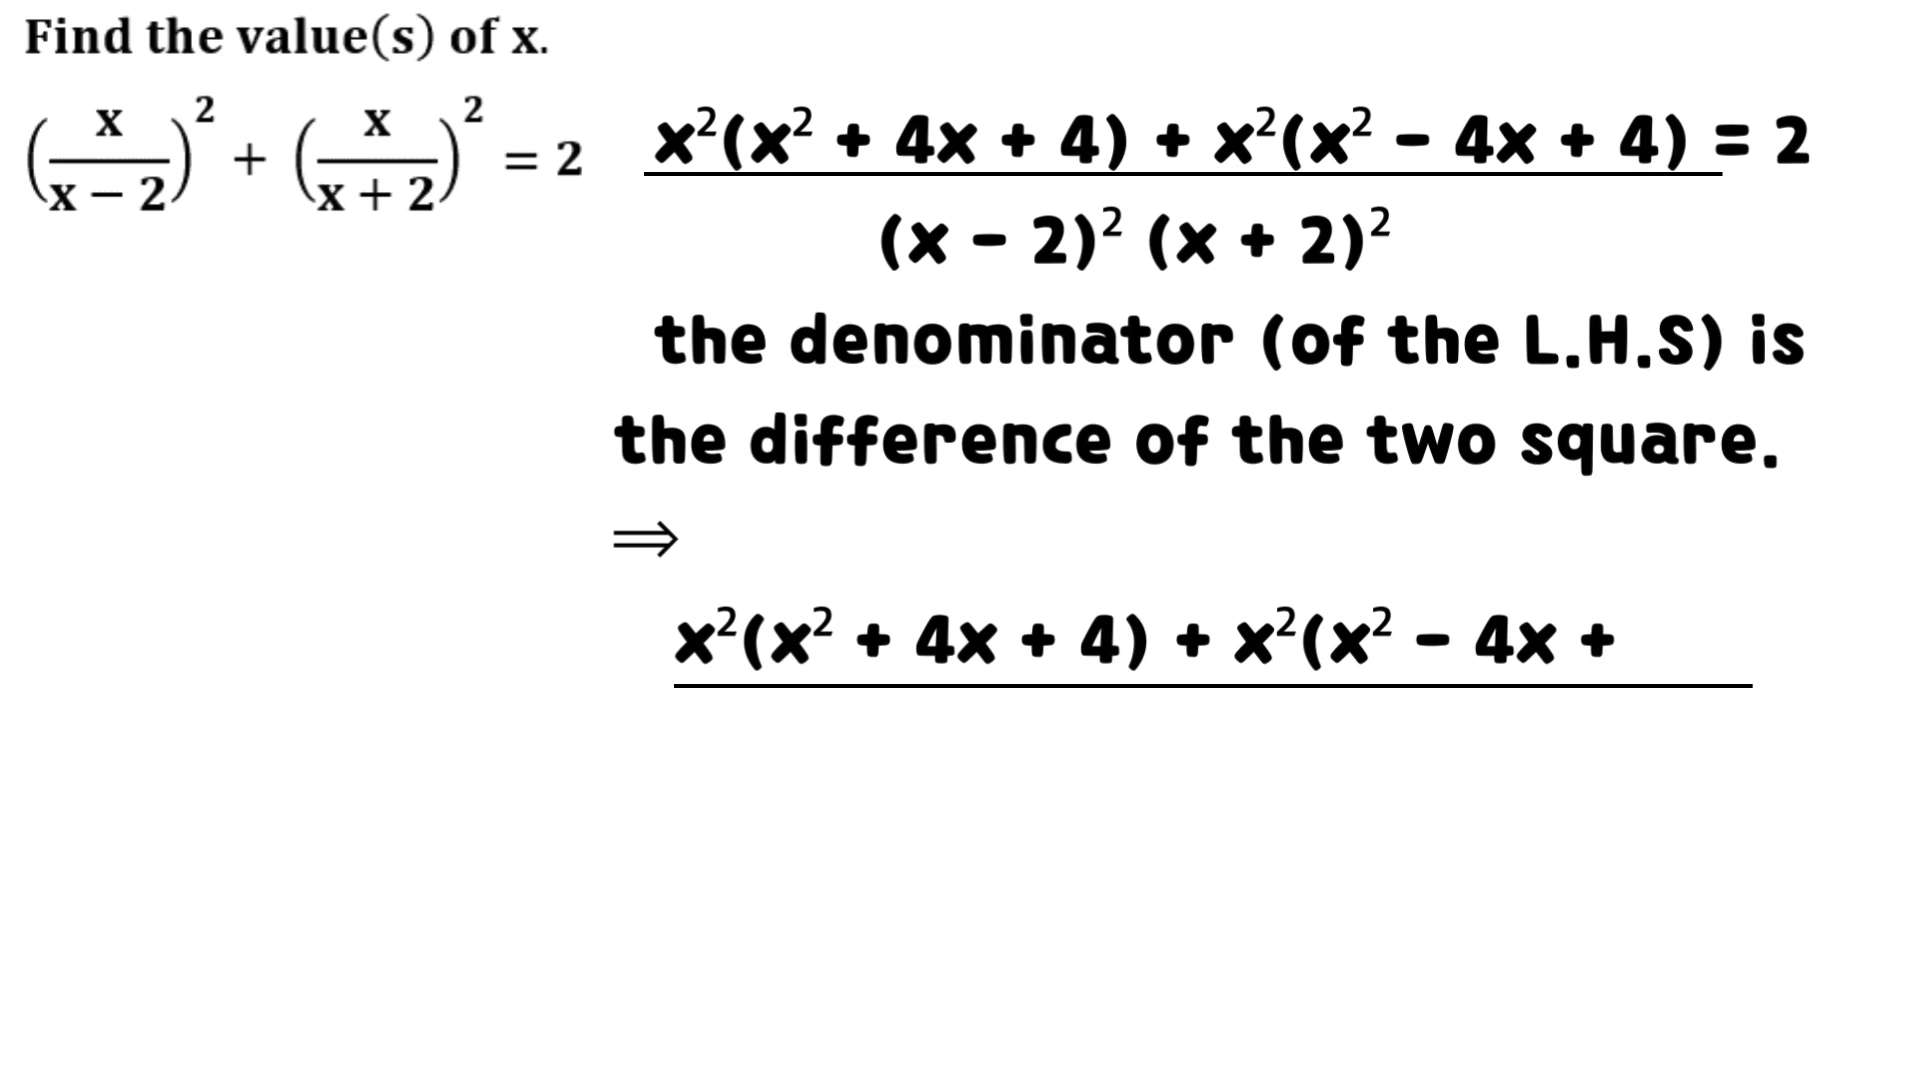 Find the value(s) of x.
(x/(x − 2))² + (x/(x + 2))² = 2
x²(x² + 4x + 4) + x²(x² − 4x + 4) = 2
(x − 2)² (x + 2)²
the denominator (of the L.H.S) is
the difference of the two square.
⟹
x²(x² + 4x + 4) + x²(x² − 4x +